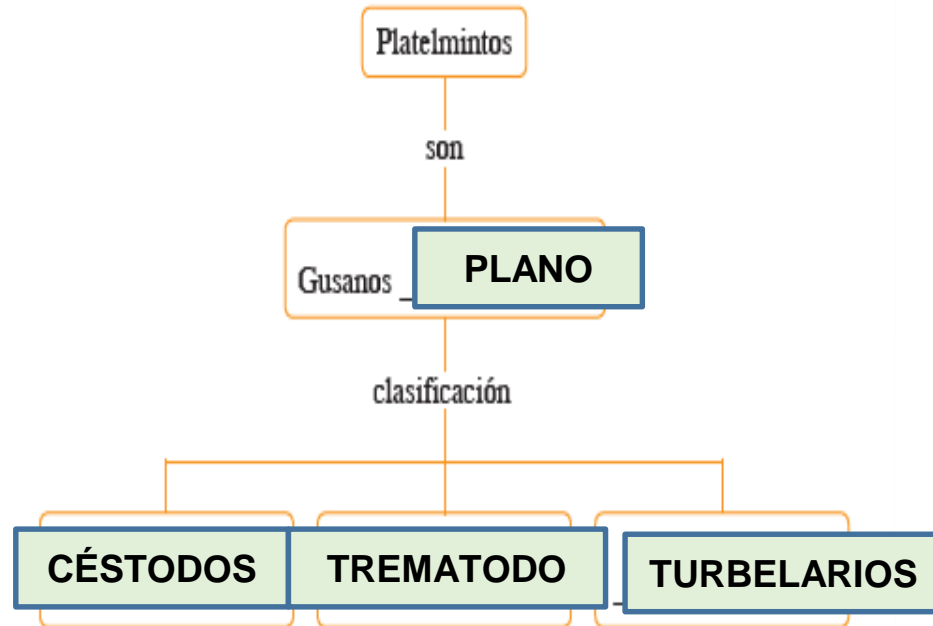 Platelmintos
son
Gusanos _ PLANO
clasificación
CÉSTODOS TREMATODO TURBELARIOS